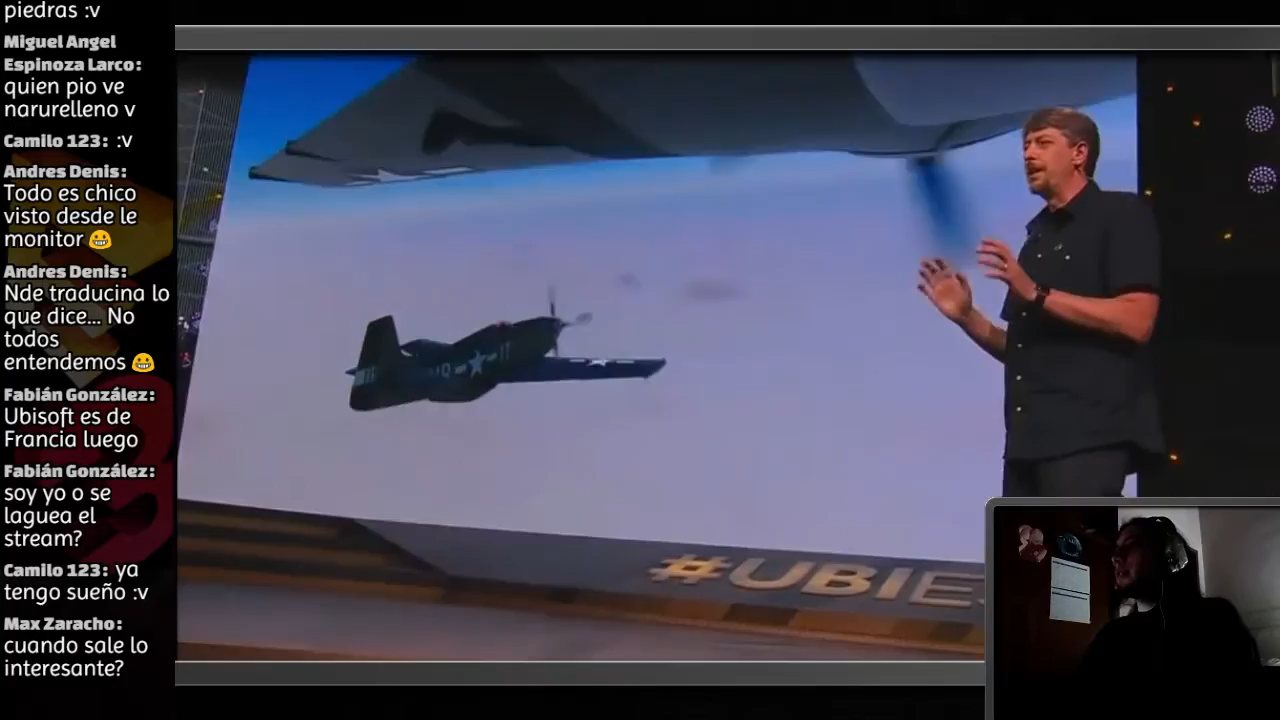 piedras :v
Miguel Angel
Espinoza Larco:
quien pio ve
narurelleno v
Camilo 123: :v
Andres Denis:
Todo es chico
visto desde le
monitor 😬
Andres Denis:
Nde traducina lo
que dice... No
todos
entendemos 😬
Fabián González:
Ubisoft es de
Francia luego
Fabián González:
soy yo o se
laguea el
stream?
Camilo 123: ya
tengo sueño :v
Max Zaracho:
cuando sale lo
interesante?
#UBIE